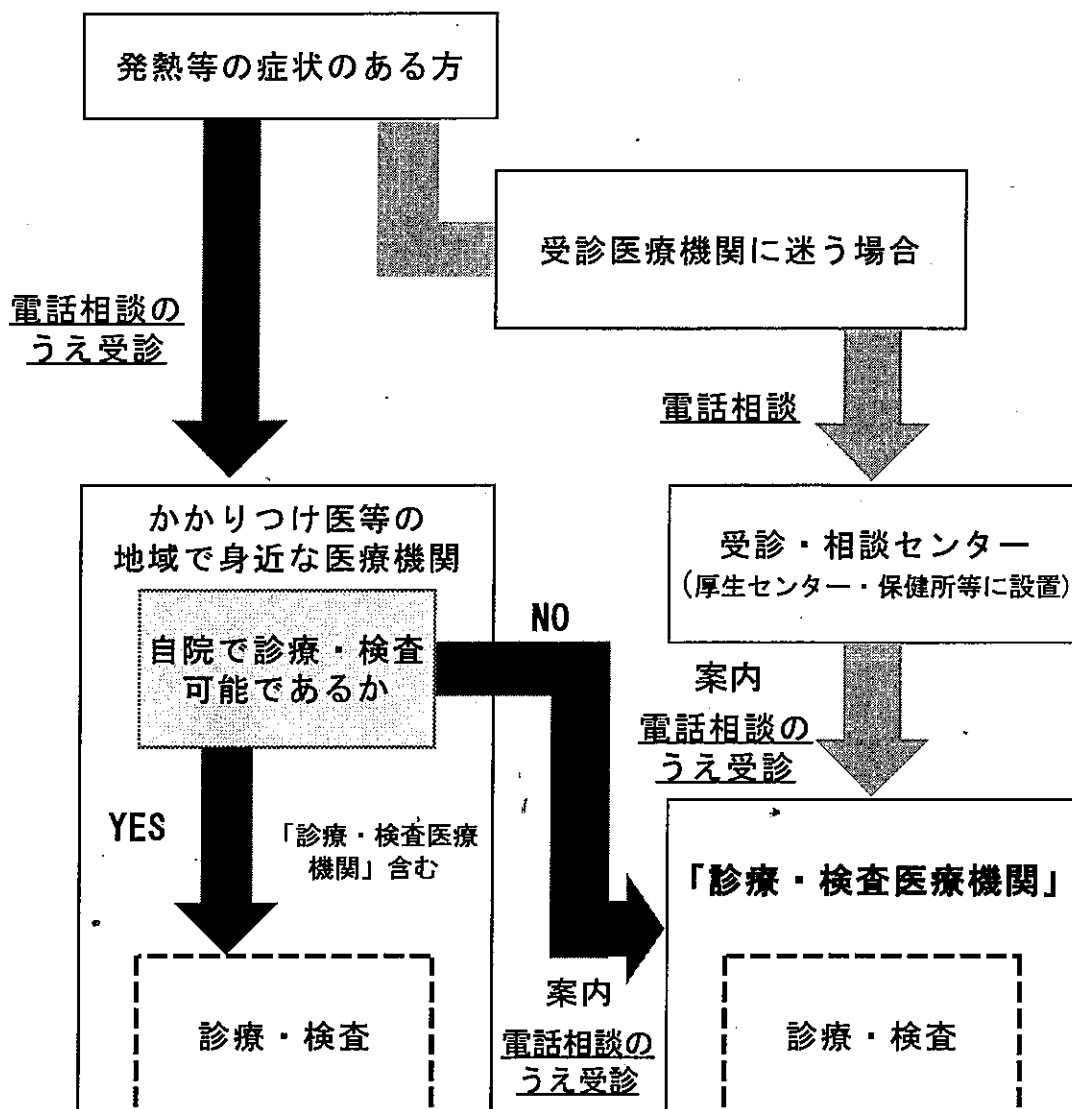 発熱等の症状のある方
受診医療機関に迷う場合
電話相談の
うえ受診
電話相談
かかりつけ医等の
地域で身近な医療機関
受診・相談センター
(厚生センター・保健所等に設置)
自院で診療・検査
可能であるか
NO
案内
電話相談の
うえ受診
YES
「診療・検査医療
機関」含む
「診療・検査医療機関」
診療・検査
案内
電話相談の
うえ受診
診療・検査